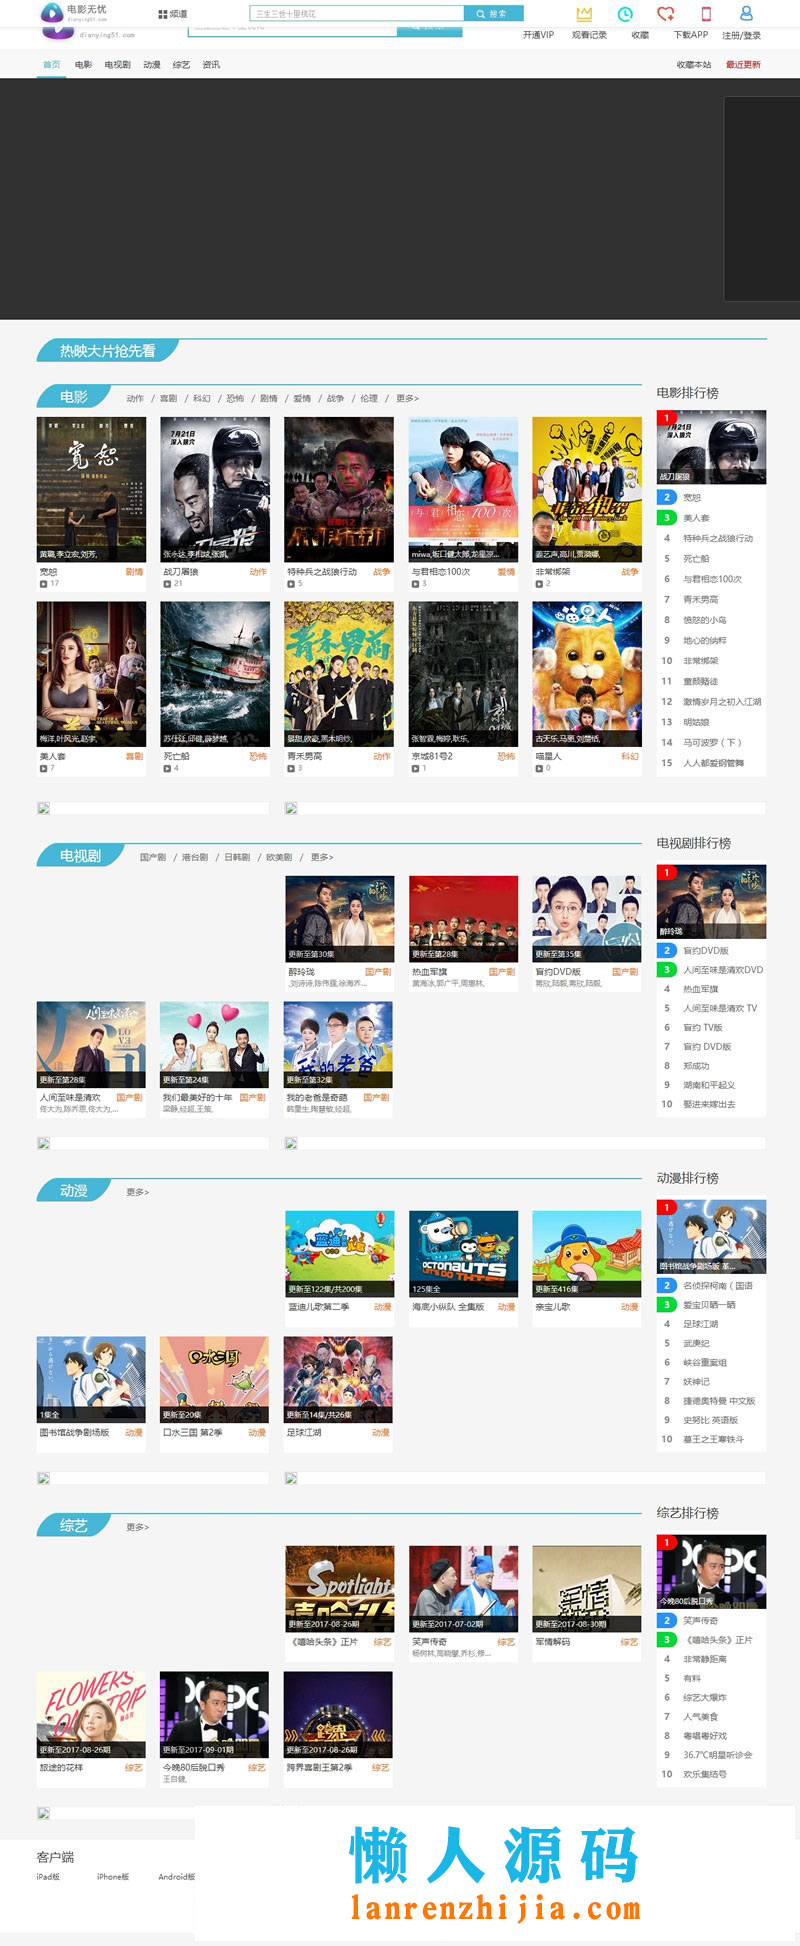 电影无忧
dianying51.com
频道
三生三世十里桃花
搜索
dianying51.com
开通VIP
观看记录
收藏
下载APP
注册/登录
首页 电影 电视剧 动漫 综艺 资讯
收藏本站 最近更新
热映大片抢先看
电影
动作 / 喜剧 / 科幻 / 恐怖 / 剧情 / 爱情 / 战争 / 伦理 / 更多>
宽恕 剧情
17
7月21日
深入狼穴
战刀屠狼 动作
21
特种兵之战狼行动 战争
5
与君相恋100次 爱情
3
非常绑架 战争
2
美人套 喜剧
7
死亡船 恐怖
4
青禾男高 动作
3
京城81号2 恐怖
1
喵星人 科幻
0
电影排行榜
1
战刀屠狼
2 宽恕
3 美人套
4 特种兵之战狼行动
5 死亡船
6 与君相恋100次
7 青禾男高
8 愤怒的小鸟
9 地心的纳粹
10 非常绑架
11 童颜赌徒
12 激情岁月之初入江湖
13 明姑娘
14 马可波罗（下）
15 人人都爱钢管舞
电视剧
国产剧 / 港台剧 / 日韩剧 / 欧美剧 / 更多>
更新至第30集
醉玲珑 国产剧
更新至第28集
热血军旗 国产剧
更新至第35集
盲约DVD版 国产剧
更新至第28集
人间至味是清欢 国产剧
更新至第24集
我们最美好的十年 国产剧
更新至第32集
我的老爸是奇葩 国产剧
电视剧排行榜
1
醉玲珑
2 盲约DVD版
3 人间至味是清欢DVD
4 热血军旗
5 人间至味是清欢 TV
6 盲约 TV版
7 盲约 DVD版
8 郑成功
9 湖南和平起义
10 娶进来嫁出去
动漫
更多>
更新至122集/共200集
蓝迪儿歌第二季 动漫
OCTONAUTS
125集全
海底小纵队 全集版 动漫
更新至416集
亲宝儿歌 动漫
1集全
图书馆战争剧场版 动漫
口水三国
更新至20集
口水三国 第2季 动漫
更新至14集/共26集
足球江湖 动漫
动漫排行榜
1
图书馆战争剧场版 革...
2 名侦探柯南（国语
3 爱宝贝晒一晒
4 足球江湖
5 武庚纪
6 峡谷重案组
7 妖神记
8 捷德奥特曼 中文版
9 史努比 英语版
10 墓王之王寒铁斗
综艺
更多>
Spotlight
更新至2017-08-26期
《嘻哈头条》正片 综艺
更新至2017-07-02期
笑声传奇 综艺
更新至2017-08-30期
军情解码 综艺
更新至2017-08-26期
旅途的花样 综艺
更新至2017-09-01期
今晚80后脱口秀 综艺
王自健,
更新至2017-08-26期
跨界喜剧王第2季 综艺
综艺排行榜
1
今晚80后脱口秀
2 笑声传奇
3 《嘻哈头条》正片
4 非常静距离
5 有料
6 综艺大爆炸
7 人气美食
8 粤唱粤好戏
9 36.7℃明星听诊会
10 欢乐集结号
客户端
iPad版 iPhone版 Android版
懒人源码
lanrenzhijia.com